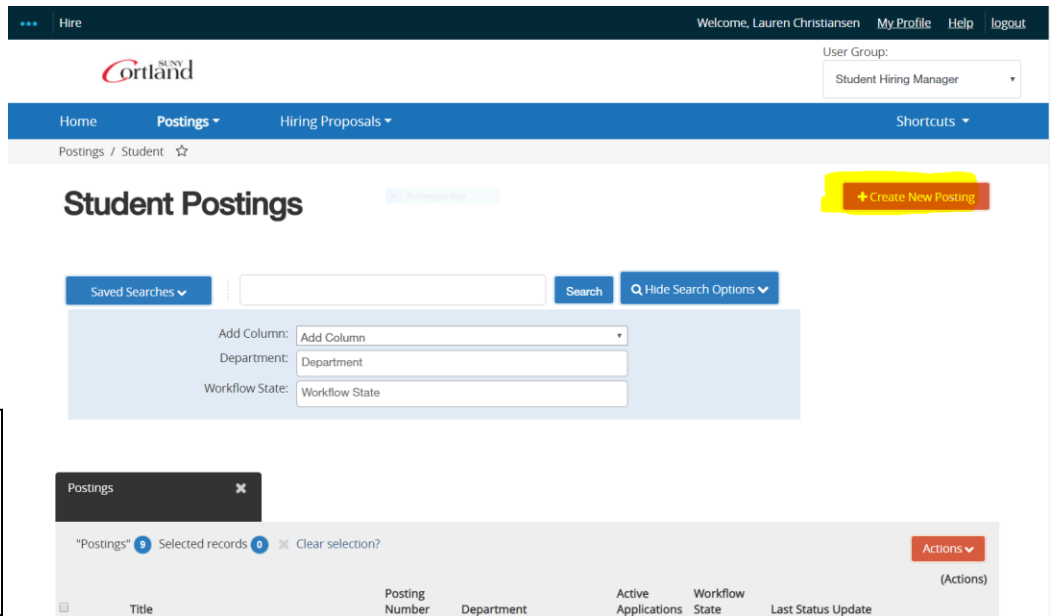 Hire
Welcome, Lauren Christiansen My Profile Help logout
SUNY
Cortland
User Group:
Student Hiring Manager
Home Postings Hiring Proposals Shortcuts
Postings / Student
Student Postings
Rectangular Snip
+ Create New Posting
Saved Searches
Search
Hide Search Options
Add Column: Add Column
Department: Department
Workflow State: Workflow State
Postings
"Postings" 9 Selected records 0 Clear selection?
Actions
(Actions)
Title
Posting Number
Department
Active Applications
Workflow State
Last Status Update